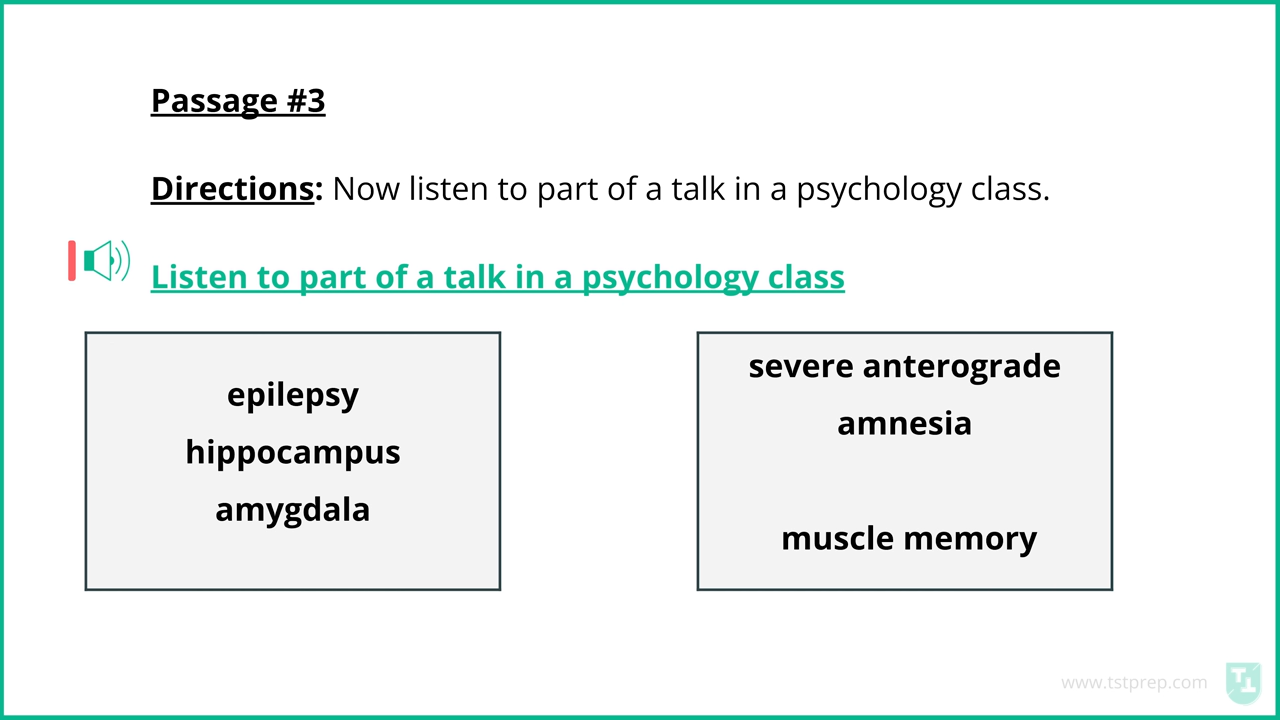 Passage #3
Directions: Now listen to part of a talk in a psychology class.
Listen to part of a talk in a psychology class
epilepsy
hippocampus
amygdala
severe anterograde
amnesia
muscle memory
www.tstprep.com